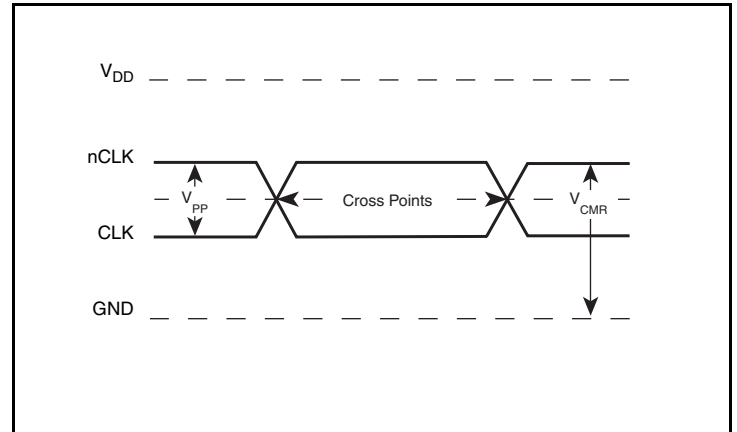 VDD
nCLK
VPP
Cross Points
VCMR
CLK
GND